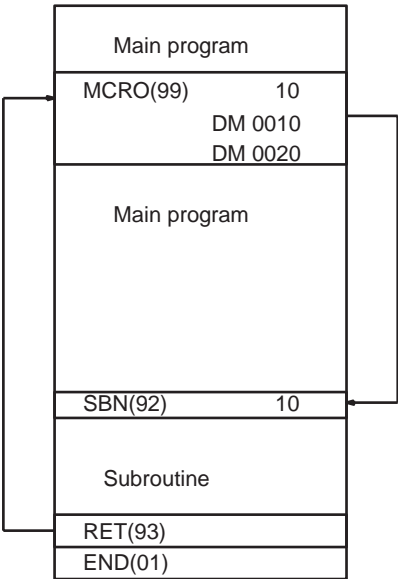 Main program
MCRO(99) 10
DM 0010
DM 0020
Main program
SBN(92) 10
Subroutine
RET(93)
END(01)